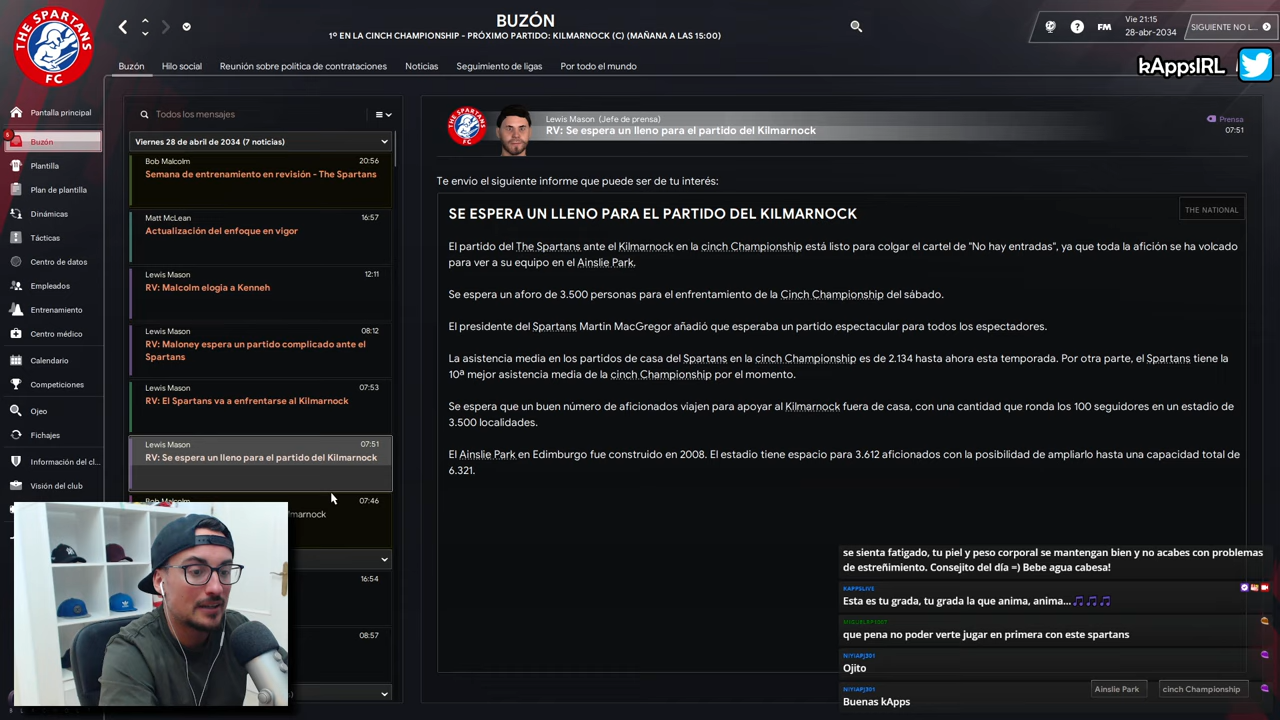 THE SPARTANS
FC
BUZÓN
1º EN LA CINCH CHAMPIONSHIP - PRÓXIMO PARTIDO: KILMARNOCK (C) (MAÑANA A LAS 15:00)
FM
Vie 21:15
28-abr-2034
SIGUIENTE NO L...
kAppsIRL
Buzón
Hilo social
Reunión sobre política de contrataciones
Noticias
Seguimiento de ligas
Por todo el mundo
Pantalla principal
6
Buzón
Plantilla
Plan de plantilla
Dinámicas
Tácticas
Centro de datos
Empleados
Entrenamiento
Centro médico
Calendario
Competiciones
Ojeo
Fichajes
Información del cl...
Visión del club
Todos los mensajes
Viernes 28 de abril de 2034 (7 noticias)
Bob Malcolm 20:56
Semana de entrenamiento en revisión - The Spartans
Matt McLean 16:57
Actualización del enfoque en vigor
Lewis Mason 12:11
RV: Malcolm elogia a Kenneh
Lewis Mason 08:12
RV: Maloney espera un partido complicado ante el
Spartans
Lewis Mason 07:53
RV: El Spartans va a enfrentarse al Kilmarnock
Lewis Mason 07:51
RV: Se espera un lleno para el partido del Kilmarnock
Bob Malcolm 07:46
16:54
08:57
Lewis Mason (Jefe de prensa)
RV: Se espera un lleno para el partido del Kilmarnock
Prensa
07:51
Te envío el siguiente informe que puede ser de tu interés:
SE ESPERA UN LLENO PARA EL PARTIDO DEL KILMARNOCK
THE NATIONAL
El partido del The Spartans ante el Kilmarnock en la cinch Championship está listo para colgar el cartel de "No hay entradas", ya que toda la afición se ha volcado
para ver a su equipo en el Ainslie Park.
Se espera un aforo de 3.500 personas para el enfrentamiento de la Cinch Championship del sábado.
El presidente del Spartans Martin MacGregor añadió que esperaba un partido espectacular para todos los espectadores.
La asistencia media en los partidos de casa del Spartans en la cinch Championship es de 2.134 hasta ahora esta temporada. Por otra parte, el Spartans tiene la
10ª mejor asistencia media de la cinch Championship por el momento.
Se espera que un buen número de aficionados viajen para apoyar al Kilmarnock fuera de casa, con una cantidad que ronda los 100 seguidores en un estadio de
3.500 localidades.
El Ainslie Park en Edimburgo fue construido en 2008. El estadio tiene espacio para 3.612 aficionados con la posibilidad de ampliarlo hasta una capacidad total de
6.321.
se sienta fatigado, tu piel y peso corporal se mantengan bien y no acabes con problemas
de estreñimiento. Consejito del día =) Bebe agua cabesa!
KAPPSLIVE
Esta es tu grada, tu grada la que anima, anima... 🎵🎵🎵
que pena no poder verte jugar en primera con este spartans
NIYIAPJ301
Ojito
NIYIAPJ301
Buenas kApps
Ainslie Park
cinch Championship